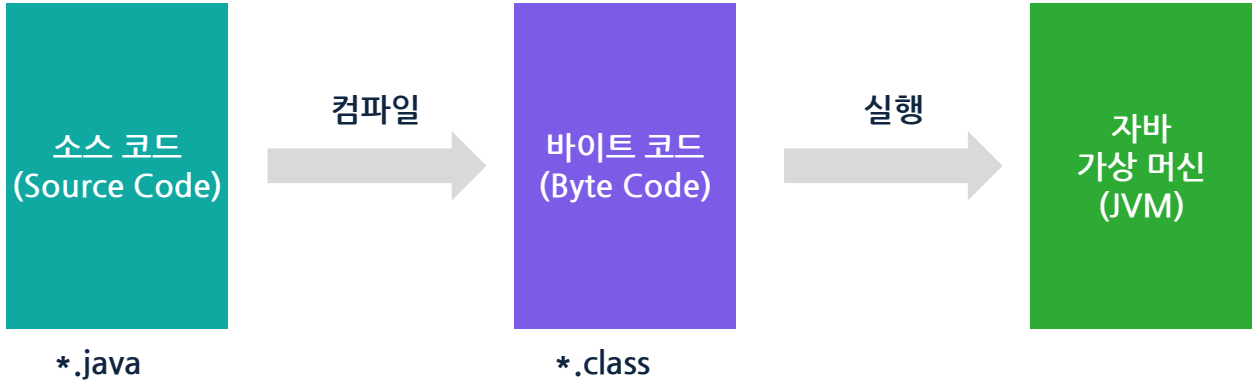 소스 코드
(Source Code)
컴파일
바이트 코드
(Byte Code)
실행
자바
가상 머신
(JVM)
*.java
*.class